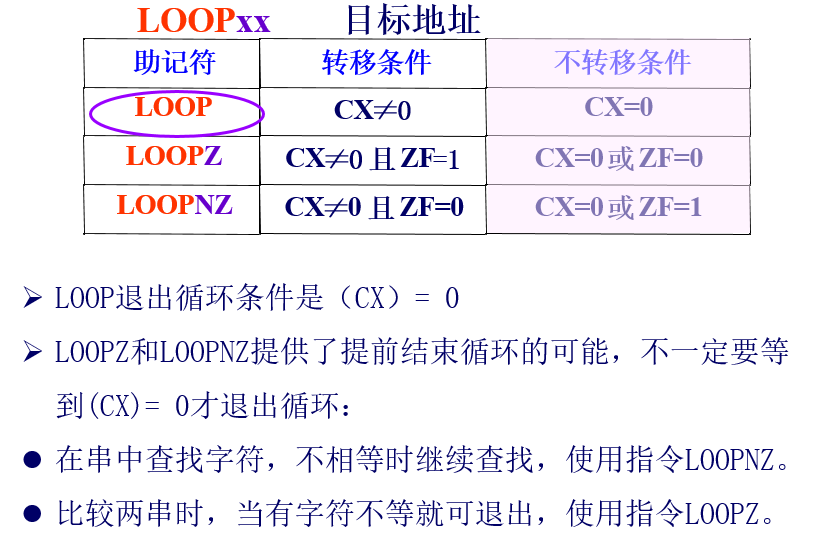 LOOPxx 目标地址
助记符 转移条件 不转移条件
LOOP CX≠0 CX=0
LOOPZ CX≠0 且 ZF=1 CX=0 或 ZF=0
LOOPNZ CX≠0 且 ZF=0 CX=0 或 ZF=1
➢ LOOP退出循环条件是（CX）= 0
➢ LOOPZ和LOOPNZ提供了提前结束循环的可能，不一定要等
到(CX)= 0才退出循环：
● 在串中查找字符，不相等时继续查找，使用指令LOOPNZ。
● 比较两串时，当有字符不等就可退出，使用指令LOOPZ。